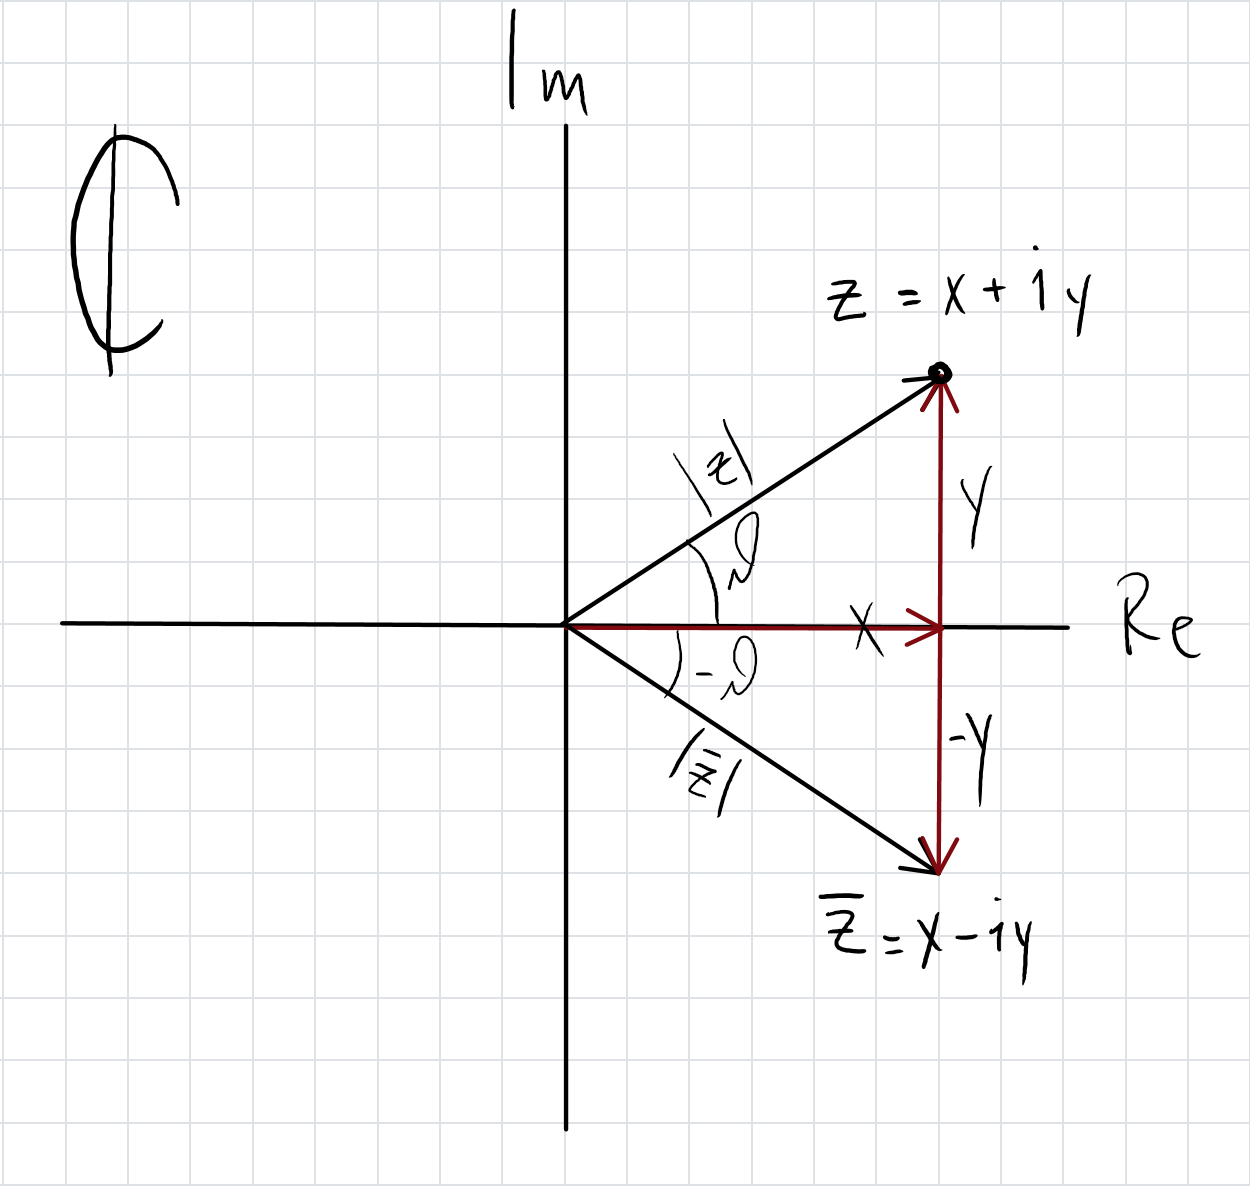 Im
ℂ
z = x + iy
|z|
y
ϑ
x
Re
-ϑ
-y
|z̅|
z̅ = x - iy